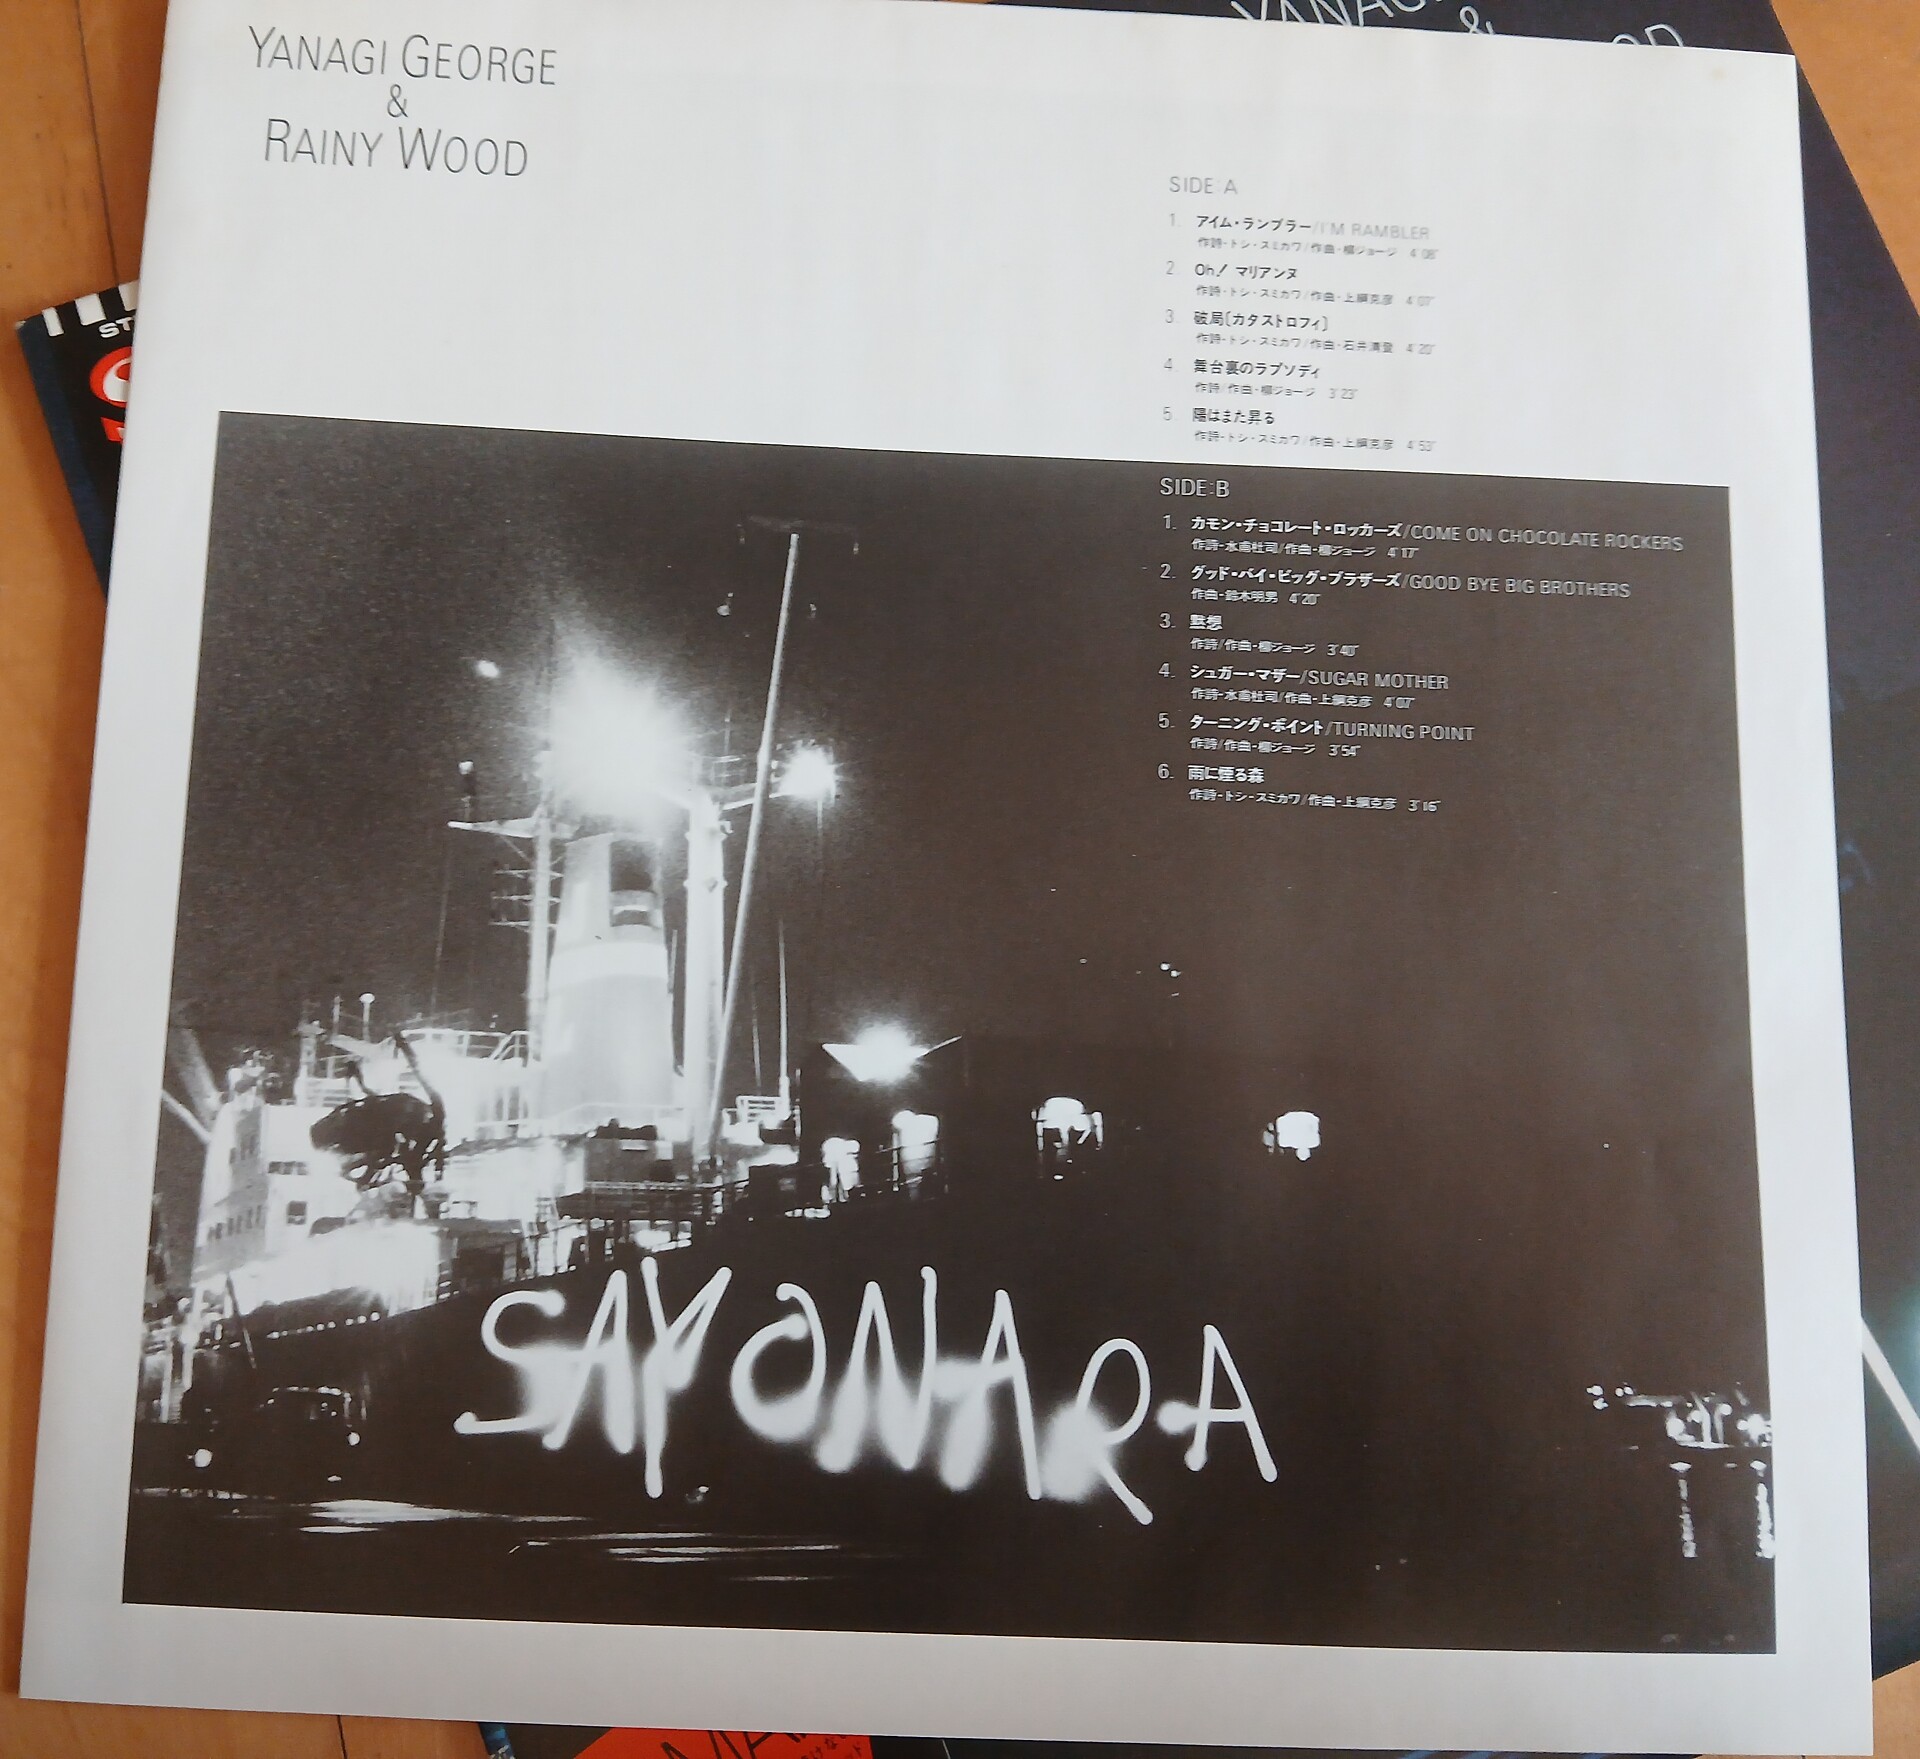 YANAGI GEORGE
&
RAINY WOOD
SIDE:A
1. アイム・ランブラー/I'M RAMBLER
作詩-トシ・スミカワ/作曲-柳ジョージ 4'08"
2. Oh! マリアンヌ
作詩-トシ・スミカワ/作曲-上綱克彦 4'07"
3. 破局〔カタストロフィ〕
作詩-トシ・スミカワ/作曲-石井清登 4'20"
4. 舞台裏のラプソディ
作詩/作曲-柳ジョージ 3'23"
5. 陽はまた昇る
作詩-トシ・スミカワ/作曲-上綱克彦 4'53"
SIDE:B
1. カモン・チョコレート・ロッカーズ/COME ON CHOCOLATE ROCKERS
作詩-水甫杜司/作曲-柳ジョージ 4'17"
2. グッド・バイ・ビッグ・ブラザーズ/GOOD BYE BIG BROTHERS
作曲-鈴木明男 4'20"
3. 黙想
作詩/作曲-柳ジョージ 3'40"
4. シュガー・マザー/SUGAR MOTHER
作詩-水甫杜司/作曲-上綱克彦 4'07"
5. ターニング・ポイント/TURNING POINT
作詩/作曲-柳ジョージ 3'54"
6. 雨に煙る森
作詩-トシ・スミカワ/作曲-上綱克彦 3'16"
SAYONARA